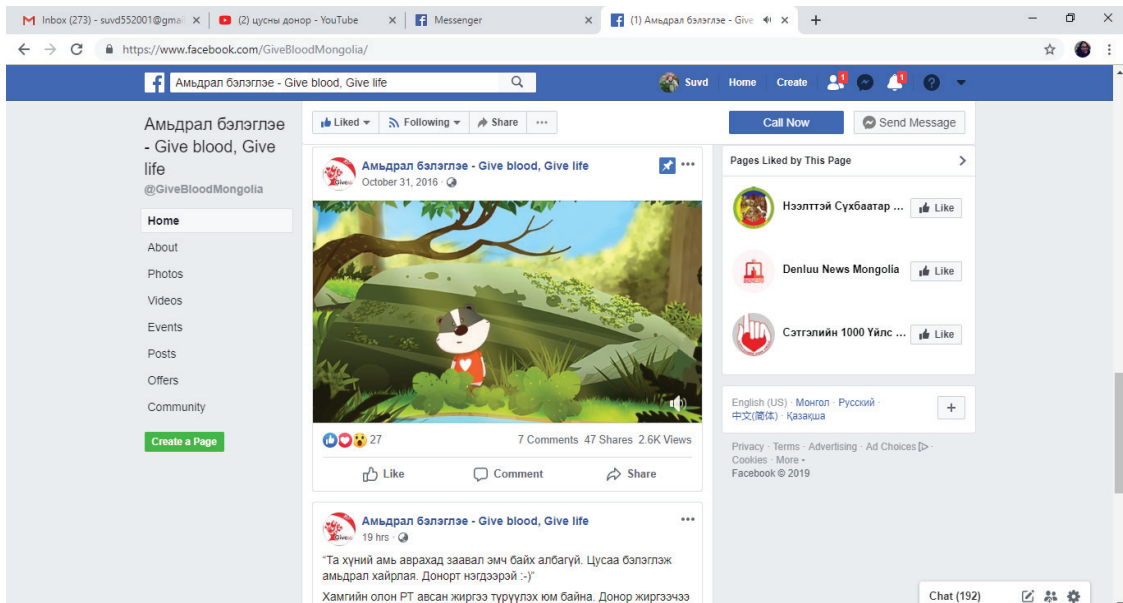 Inbox (273) - suvd552001@gmai
(2) цусны донор - YouTube
Messenger
(1) Амьдрал бэлэглэе - Give
https://www.facebook.com/GiveBloodMongolia/
Амьдрал бэлэглэе - Give blood, Give life
Suvd Home Create 1 1
Амьдрал бэлэглэе
- Give blood, Give
life
@GiveBloodMongolia
Home
About
Photos
Videos
Events
Posts
Offers
Community
Create a Page
Liked Following Share ...
Call Now Send Message
Амьдрал бэлэглэе - Give blood, Give life
October 31, 2016
27
7 Comments 47 Shares 2.6K Views
Like Comment Share
Амьдрал бэлэглэе - Give blood, Give life
19 hrs
"Та хүний амь аврахад заавал эмч байх албагүй. Цусаа бэлэглэж
амьдрал хайрлая. Донорт нэгдээрэй :-)"
Хамгийн олон РТ авсан жиргээ түрүүлэх юм байна. Донор жиргээчээ
Pages Liked by This Page
Нээлттэй Сүхбаатар ... Like
Denluu News Mongolia Like
Сэтгэлийн 1000 Үйлс ... Like
English (US) · Монгол · Русский ·
中文(简体) · Қазақша
Privacy · Terms · Advertising · Ad Choices ·
Cookies · More
Facebook © 2019
Chat (192)